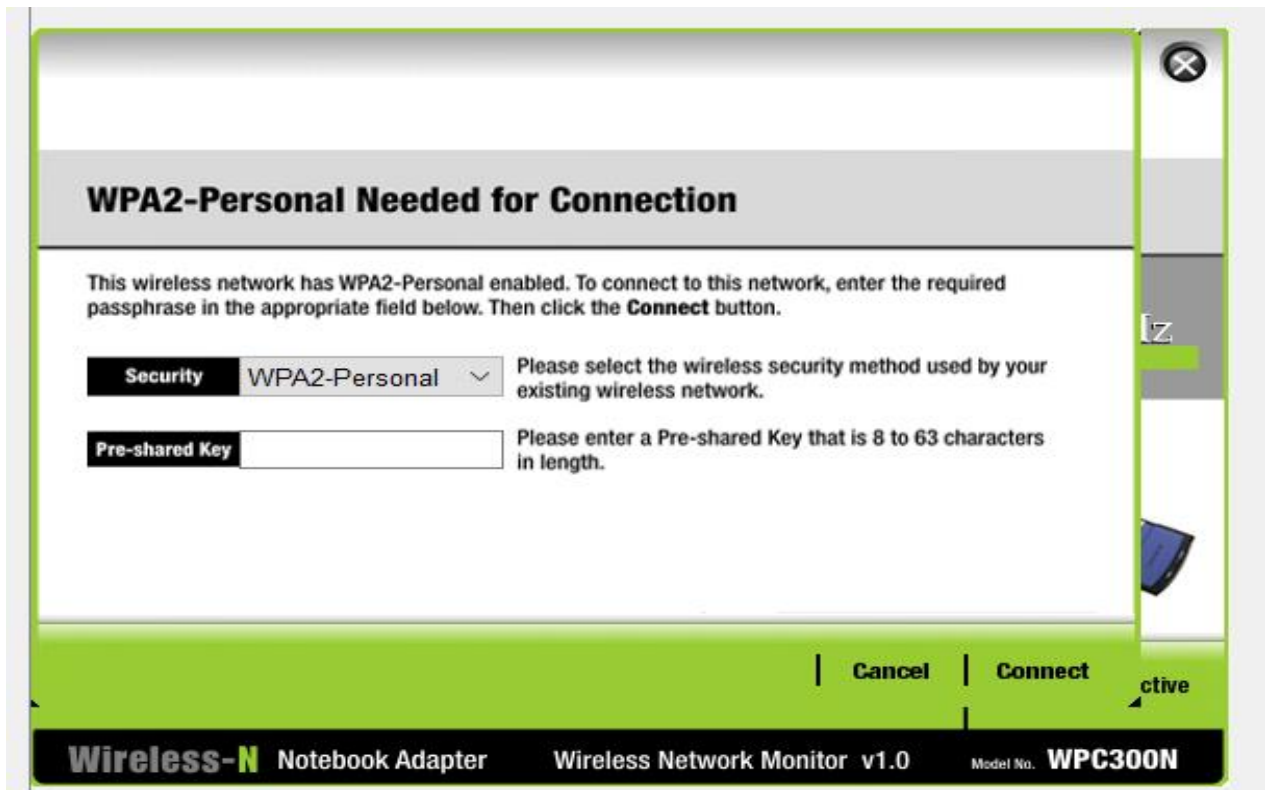 WPA2-Personal Needed for Connection
This wireless network has WPA2-Personal enabled. To connect to this network, enter the required
passphrase in the appropriate field below. Then click the Connect button.
Security WPA2-Personal Please select the wireless security method used by your
existing wireless network.
Pre-shared Key Please enter a Pre-shared Key that is 8 to 63 characters
in length.
Cancel Connect
ctive
Wireless-N Notebook Adapter Wireless Network Monitor v1.0 Model No. WPC300N